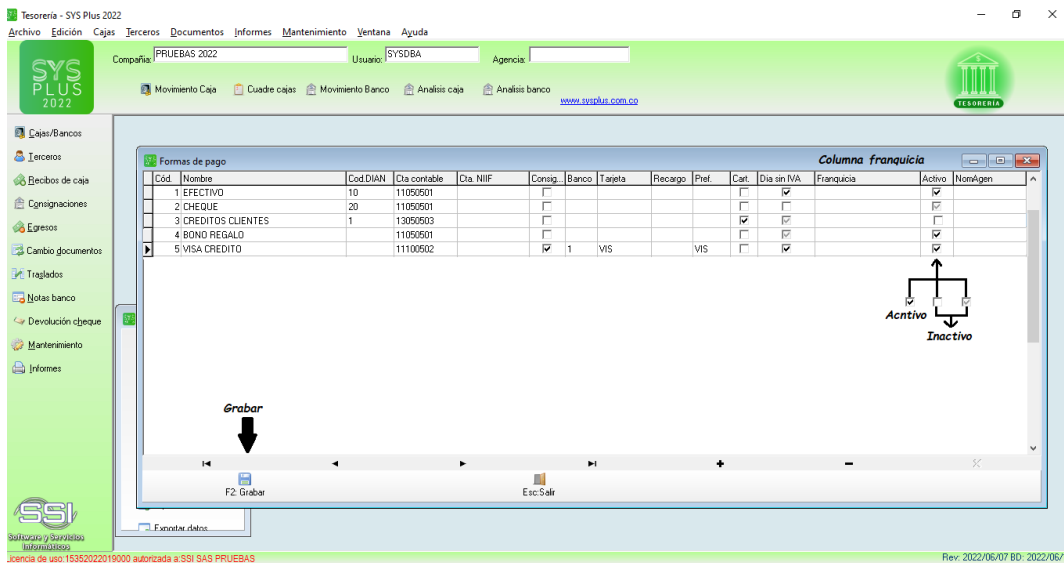 Tesorería - SYS Plus 2022
Archivo Edición Cajas Terceros Documentos Informes Mantenimiento Ventana Ayuda
SYS PLUS 2022
Compañia: PRUEBAS 2022 Usuario: SYSDBA Agencia:
Movimiento Caja Cuadre cajas Movimiento Banco Analisis caja Analisis banco
www.sysplus.com.co
TESORERÍA
Cajas/Bancos
Terceros
Recibos de caja
Consignaciones
Egresos
Cambio documentos
Traslados
Notas banco
Devolución cheque
Mantenimiento
Informes
Formas de pago
Columna franquicia
Cód. Nombre Cod.DIAN Cta contable Cta. NIIF Consig... Banco Tarjeta Recargo Pref. Cart. Dia sin IVA Franquicia Activo NomAgen
1 EFECTIVO 10 11050501
2 CHEQUE 20 11050501
3 CREDITOS CLIENTES 1 13050503
4 BONO REGALO 11050501
5 VISA CREDITO 11100502 1 VIS VIS
Acntivo
Inactivo
Grabar
F2: Grabar Esc:Salir
Exportar datos
SSI
Software y Servicios
Informáticos
Licencia de uso:15352022019000 autorizada a:SSI SAS PRUEBAS
Rev: 2022/06/07 BD: 2022/06/